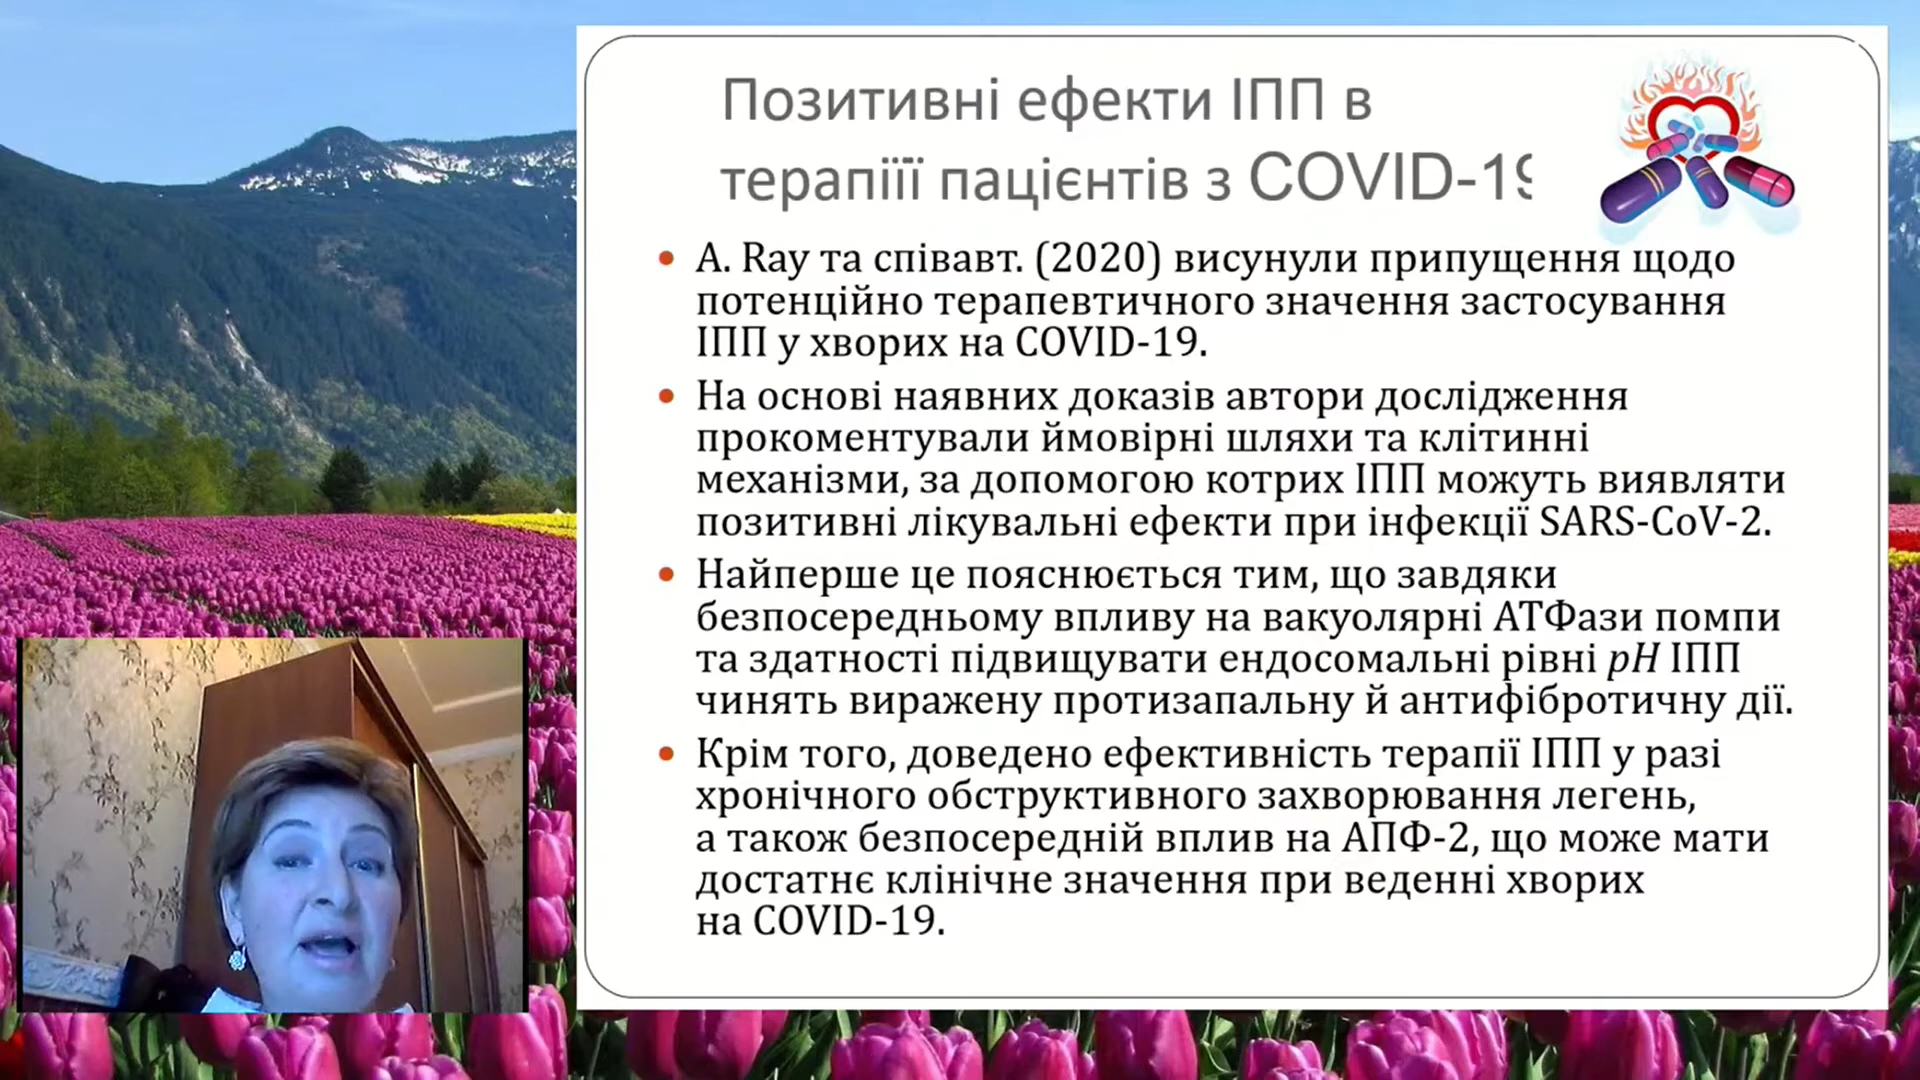 Позитивні ефекти ІПП в
терапіїї пацієнтів з COVID-19
• A. Ray та співавт. (2020) висунули припущення щодо
потенційно терапевтичного значення застосування
ІПП у хворих на COVID-19.
• На основі наявних доказів автори дослідження
прокоментували ймовірні шляхи та клітинні
механізми, за допомогою котрих ІПП можуть виявляти
позитивні лікувальні ефекти при інфекції SARS-CoV-2.
• Найперше це пояснюється тим, що завдяки
безпосередньому впливу на вакуолярні АТФази помпи
та здатності підвищувати ендосомальні рівні pH ІПП
чинять виражену протизапальну й антифібротичну дії.
• Крім того, доведено ефективність терапії ІПП у разі
хронічного обструктивного захворювання легень,
а також безпосередній вплив на АПФ-2, що може мати
достатнє клінічне значення при веденні хворих
на COVID-19.